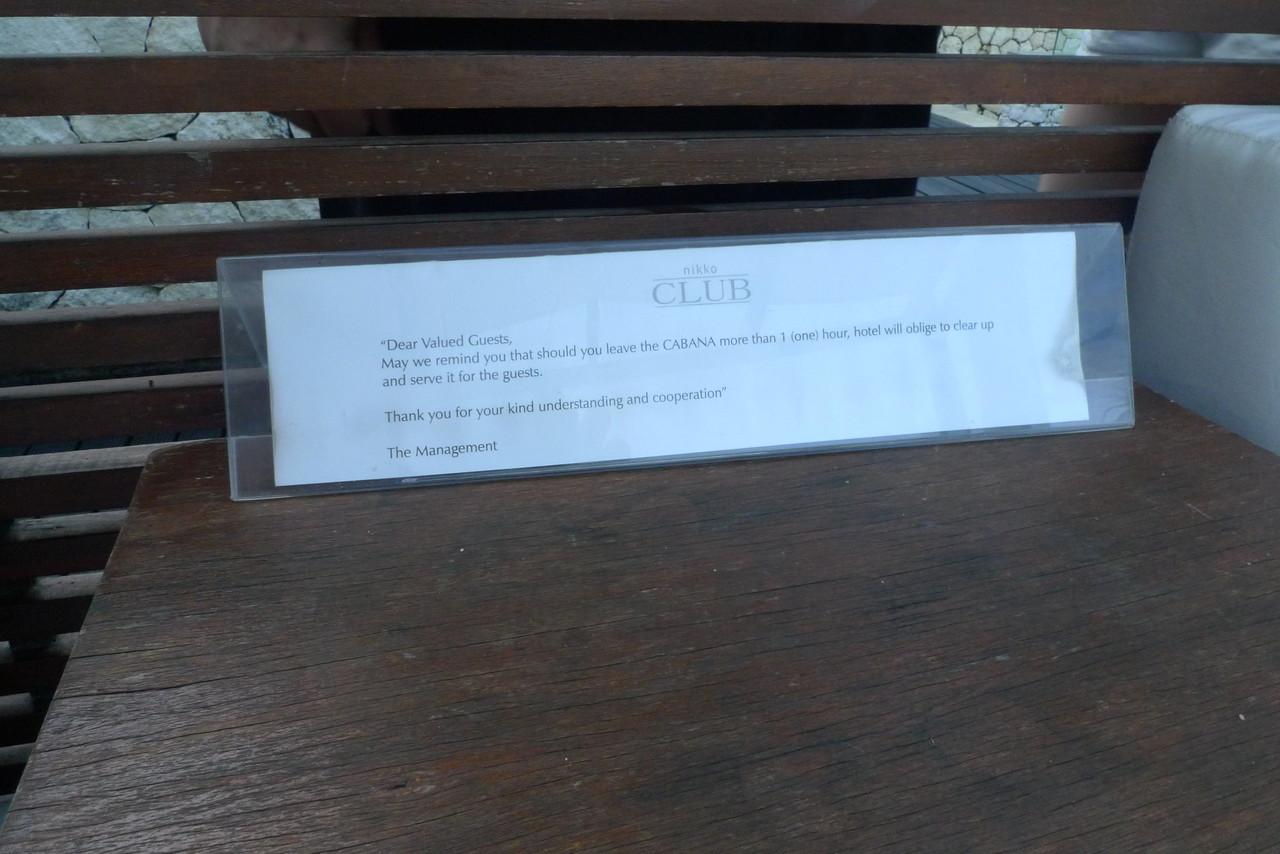 nikko
CLUB
“Dear Valued Guests,
May we remind you that should you leave the CABANA more than 1 (one) hour, hotel will oblige to clear up
and serve it for the guests.
Thank you for your kind understanding and cooperation”
The Management